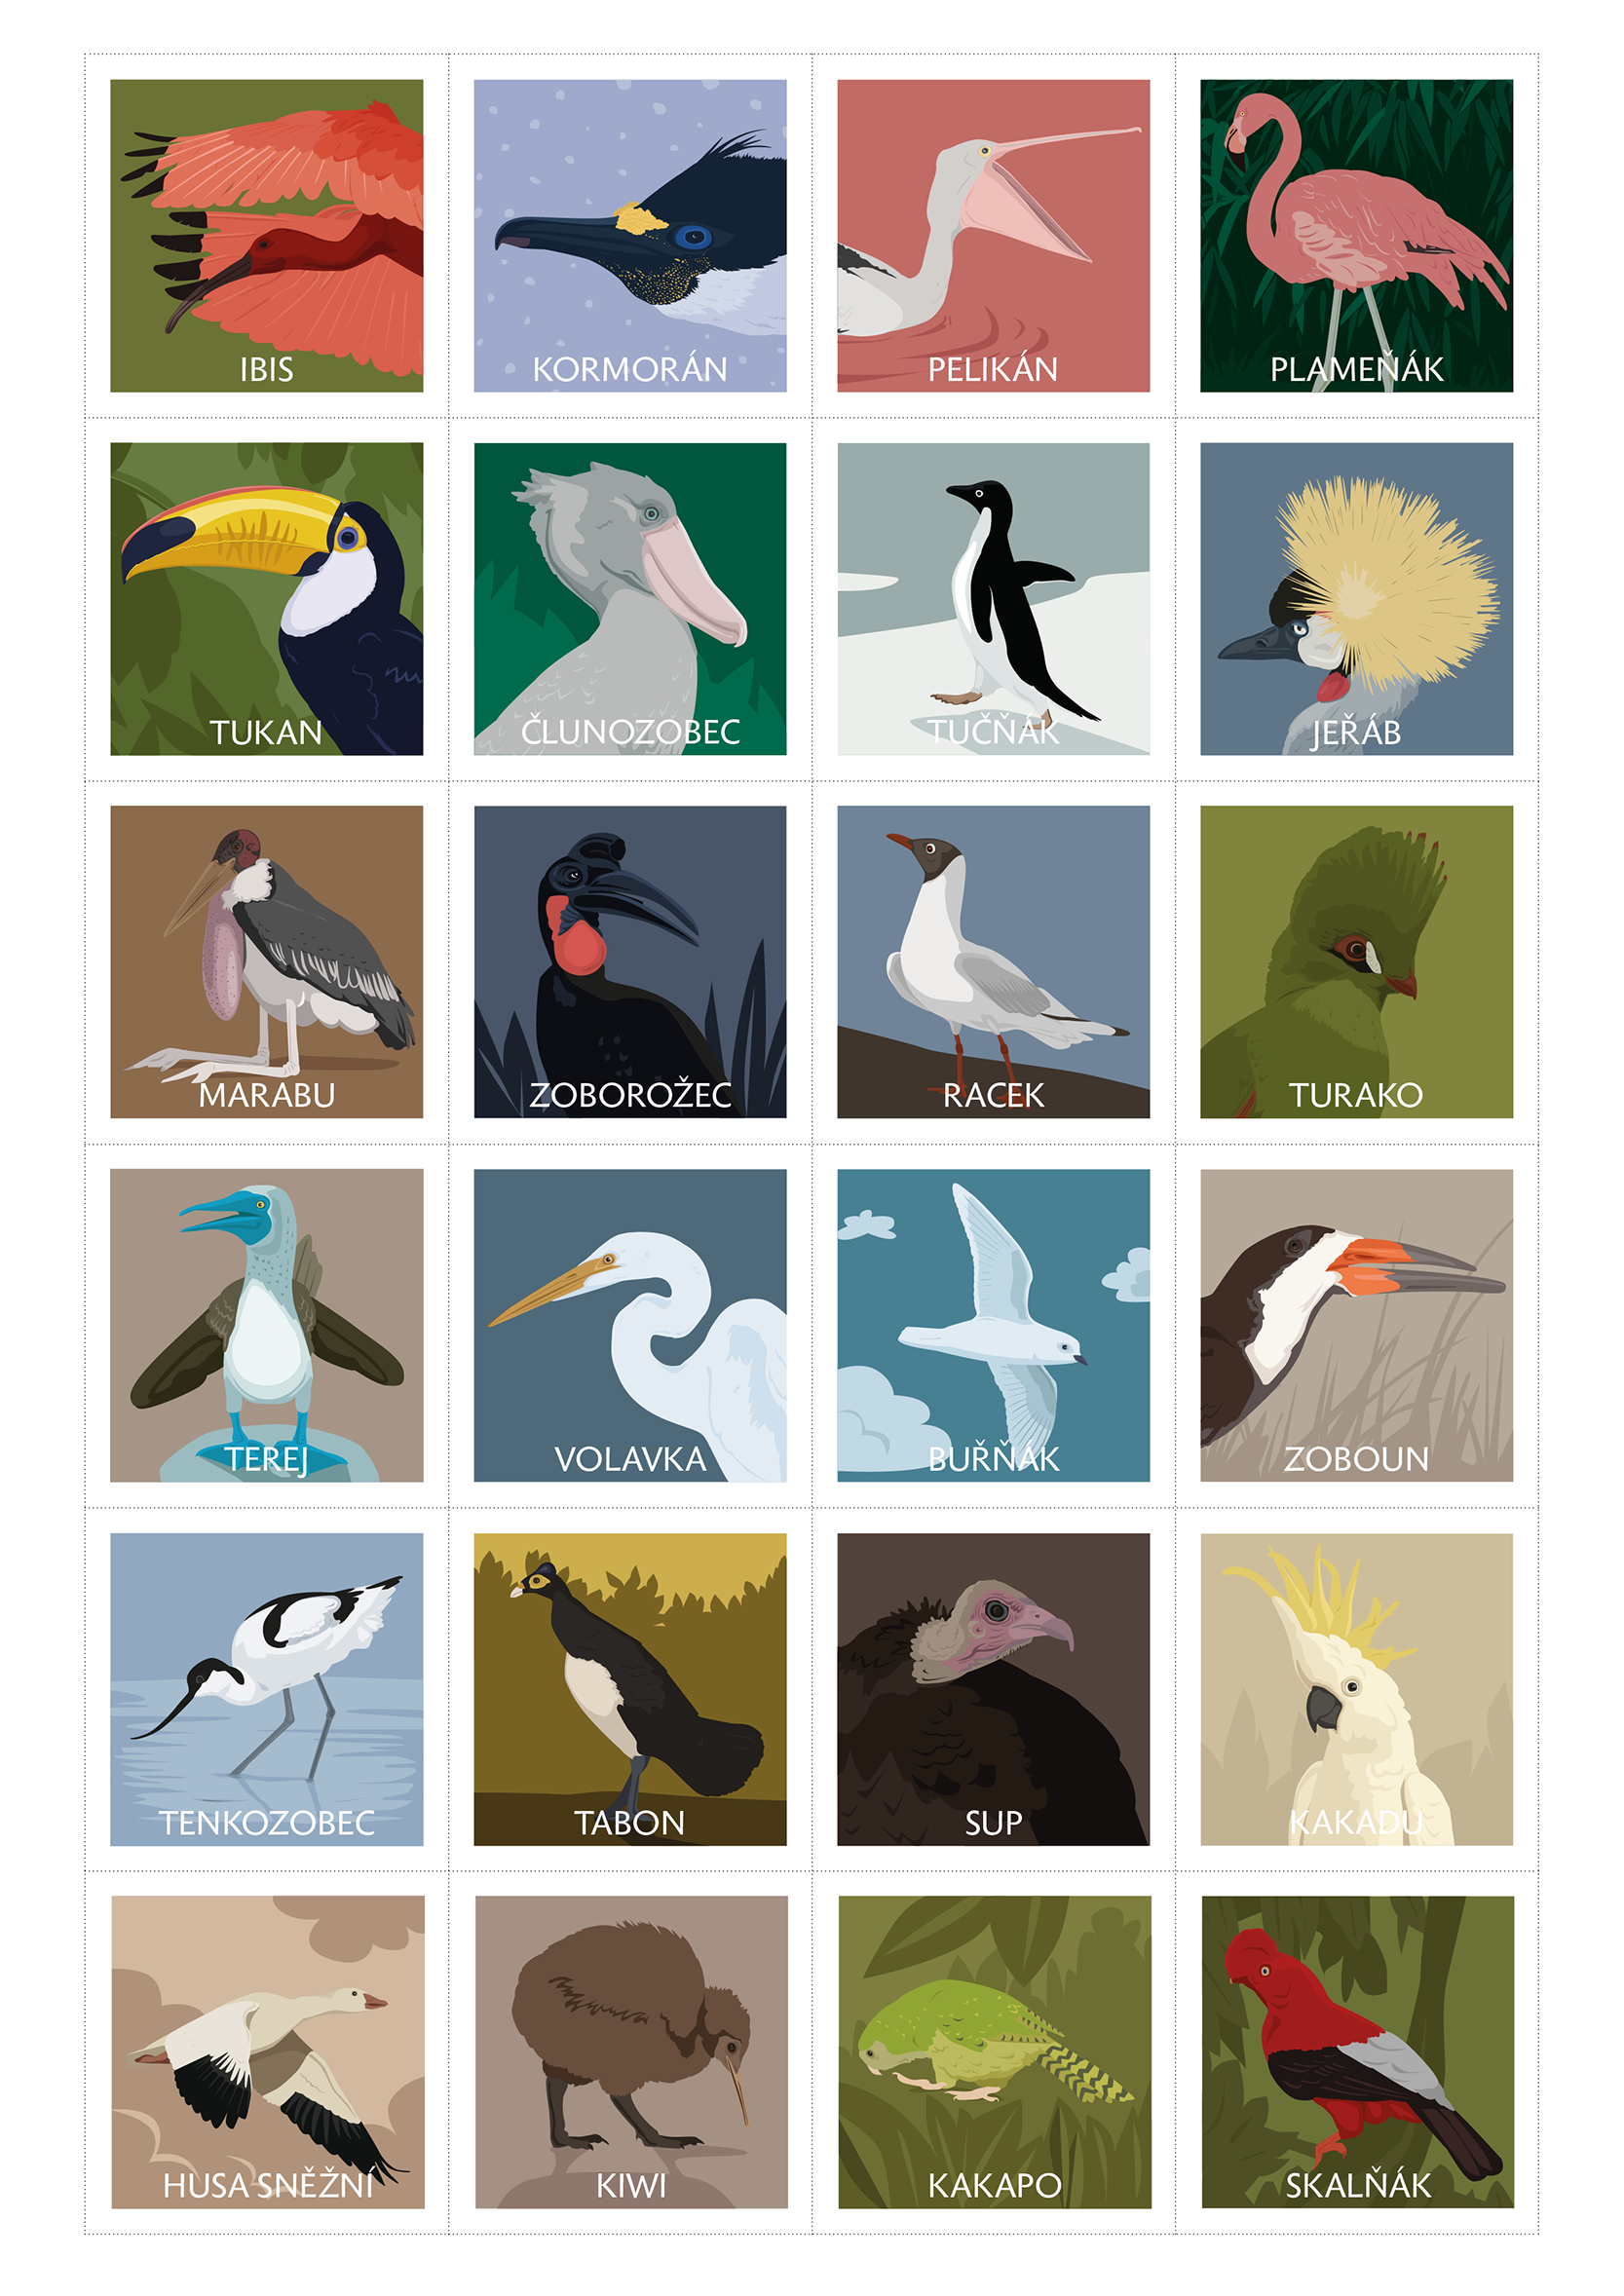 IBIS
KORMORÁN
PELIKÁN
PLAMEŇÁK
TUKAN
ČLUNOZOBEC
TUČŇÁK
JEŘÁB
MARABU
ZOBOROŽEC
RACEK
TURAKO
TEREJ
VOLAVKA
BUŘŇÁK
ZOBOUN
TENKOZOBEC
TABON
SUP
KAKADU
HUSA SNĚŽNÍ
KIWI
KAKAPO
SKALŇÁK